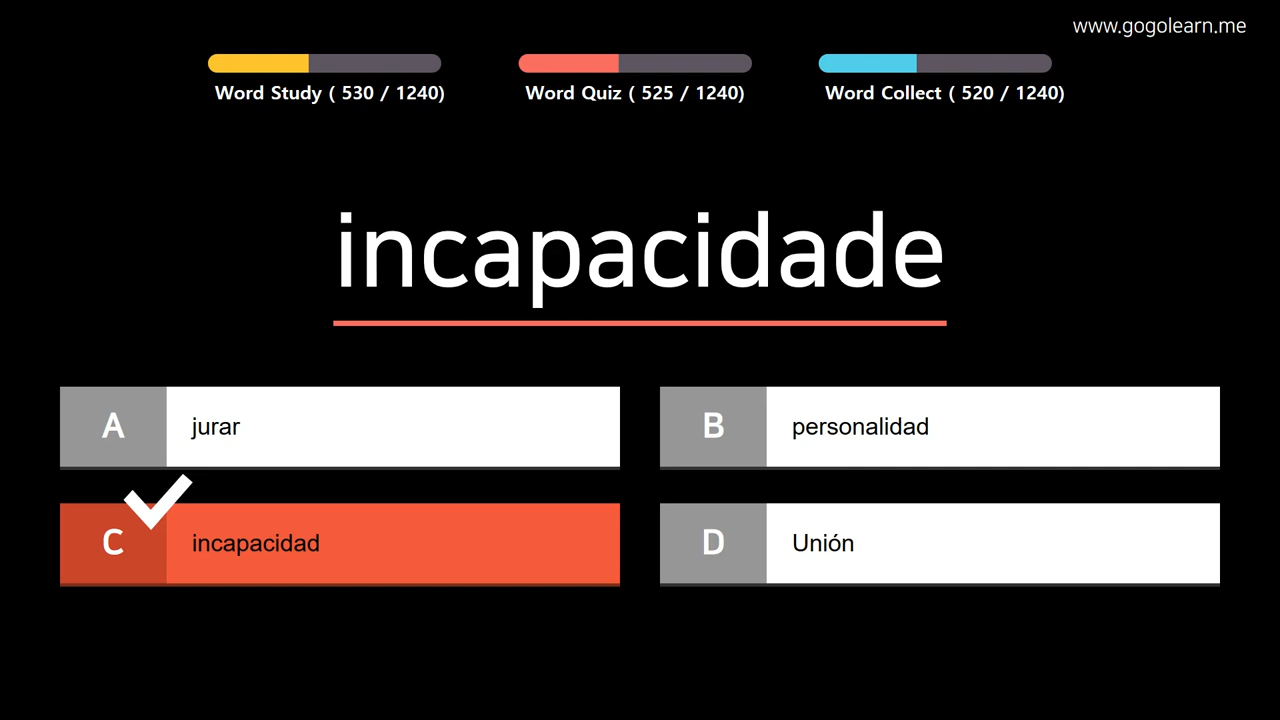 www.gogolearn.me
Word Study ( 530 / 1240)
Word Quiz ( 525 / 1240)
Word Collect ( 520 / 1240)
incapacidade
A
jurar
B
personalidad
C
incapacidad
D
Unión